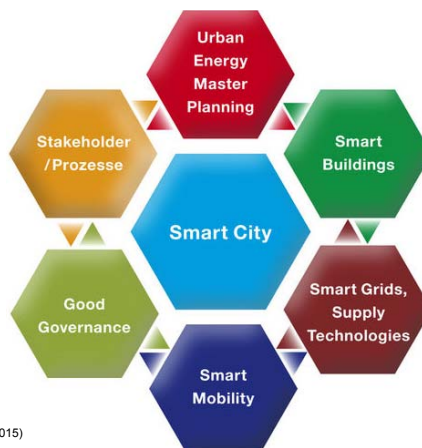 Urban
Energy
Master
Planning
Stakeholder
/Prozesse
Smart
Buildings
Smart City
Good
Governance
Smart Grids,
Supply
Technologies
Smart
Mobility
015)